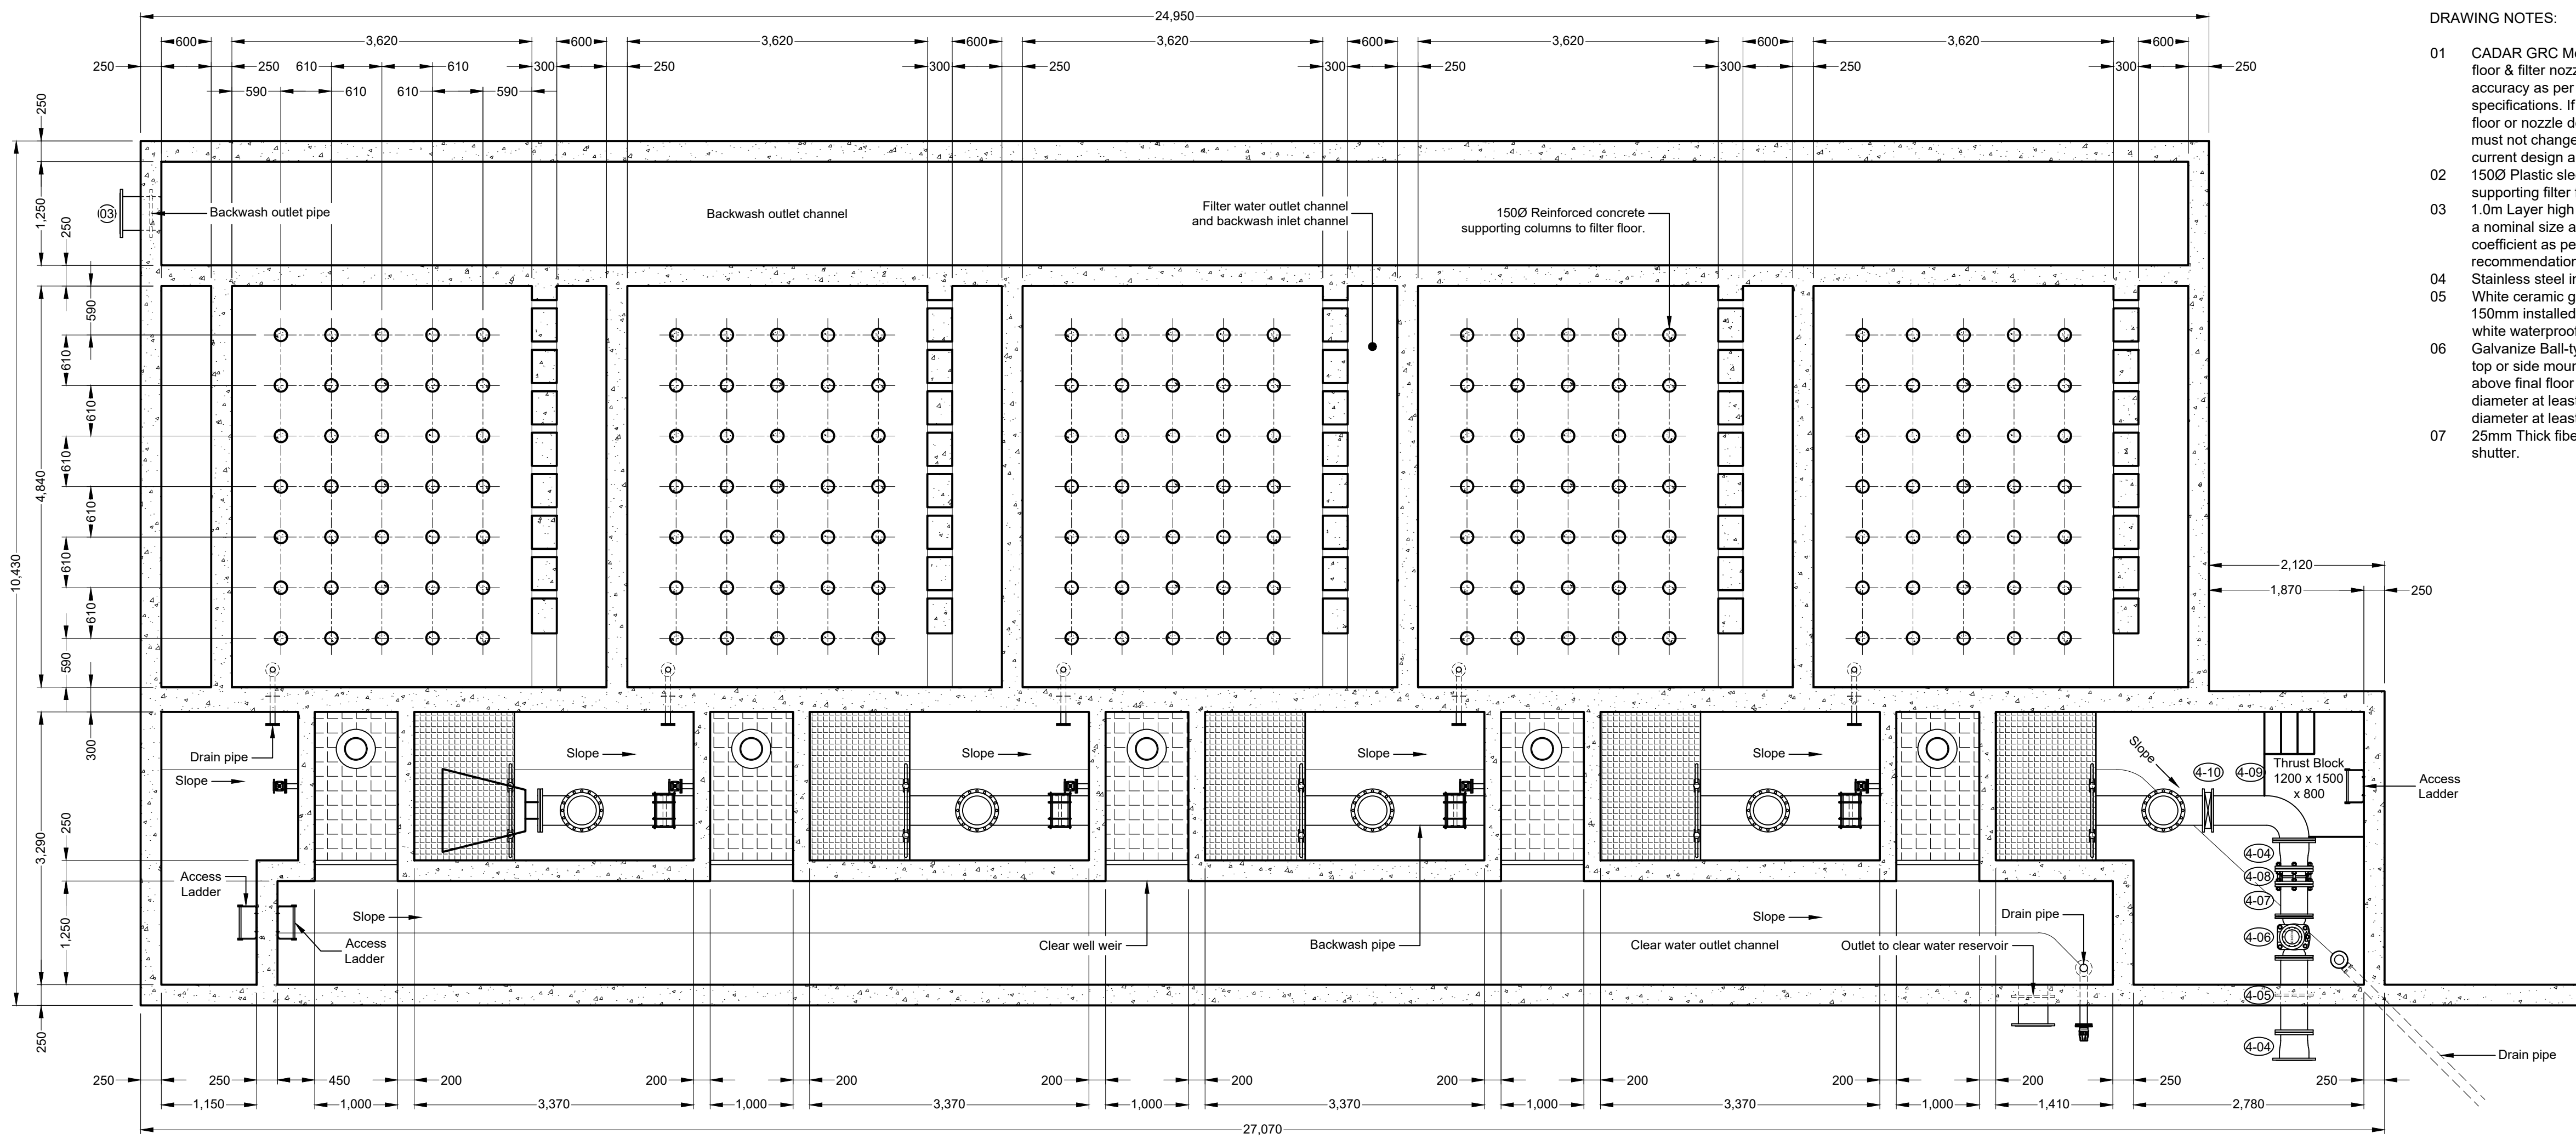 24,950
600
3,620
600
3,620
600
3,620
600
3,620
600
3,620
600
250
250
610
610
300
250
300
250
300
250
300
250
300
250
590
610
610
590
250
1,250
250
10,430
4,840
590
610
610
610
610
610
610
590
300
3,290
250
1,250
250
(03)
Backwash outlet pipe
Backwash outlet channel
Filter water outlet channel
and backwash inlet channel
150Ø Reinforced concrete
supporting columns to filter floor.
2,120
1,870
250
Drain pipe
Slope
Slope
Slope
Slope
Slope
Slope
4-10
4-09
Thrust Block
1200 x 1500
x 800
Access
Ladder
Access
Ladder
Access
Ladder
Slope
Clear well weir
Backwash pipe
Slope
Clear water outlet channel
Outlet to clear water reservoir
Drain pipe
4-04
4-08
4-07
4-06
4-05
4-04
Drain pipe
250
250
450
200
200
200
200
200
200
200
200
200
250
250
1,150
1,000
3,370
1,000
3,370
1,000
3,370
1,000
3,370
1,000
1,410
2,780
27,070
DRAWING NOTES:
01 CADAR GRC
floor & filter
accuracy as per
specifications. If
floor or nozzle
must not change
current design
02 150Ø Plastic
supporting filter
03 1.0m Layer high
a nominal size
coefficient as
recommendation
04 Stainless steel
05 White ceramic
150mm installed
white
06 Galvanize
top or side
above final floor
diameter at least
diameter at least
07 25mm Thick
shutter.